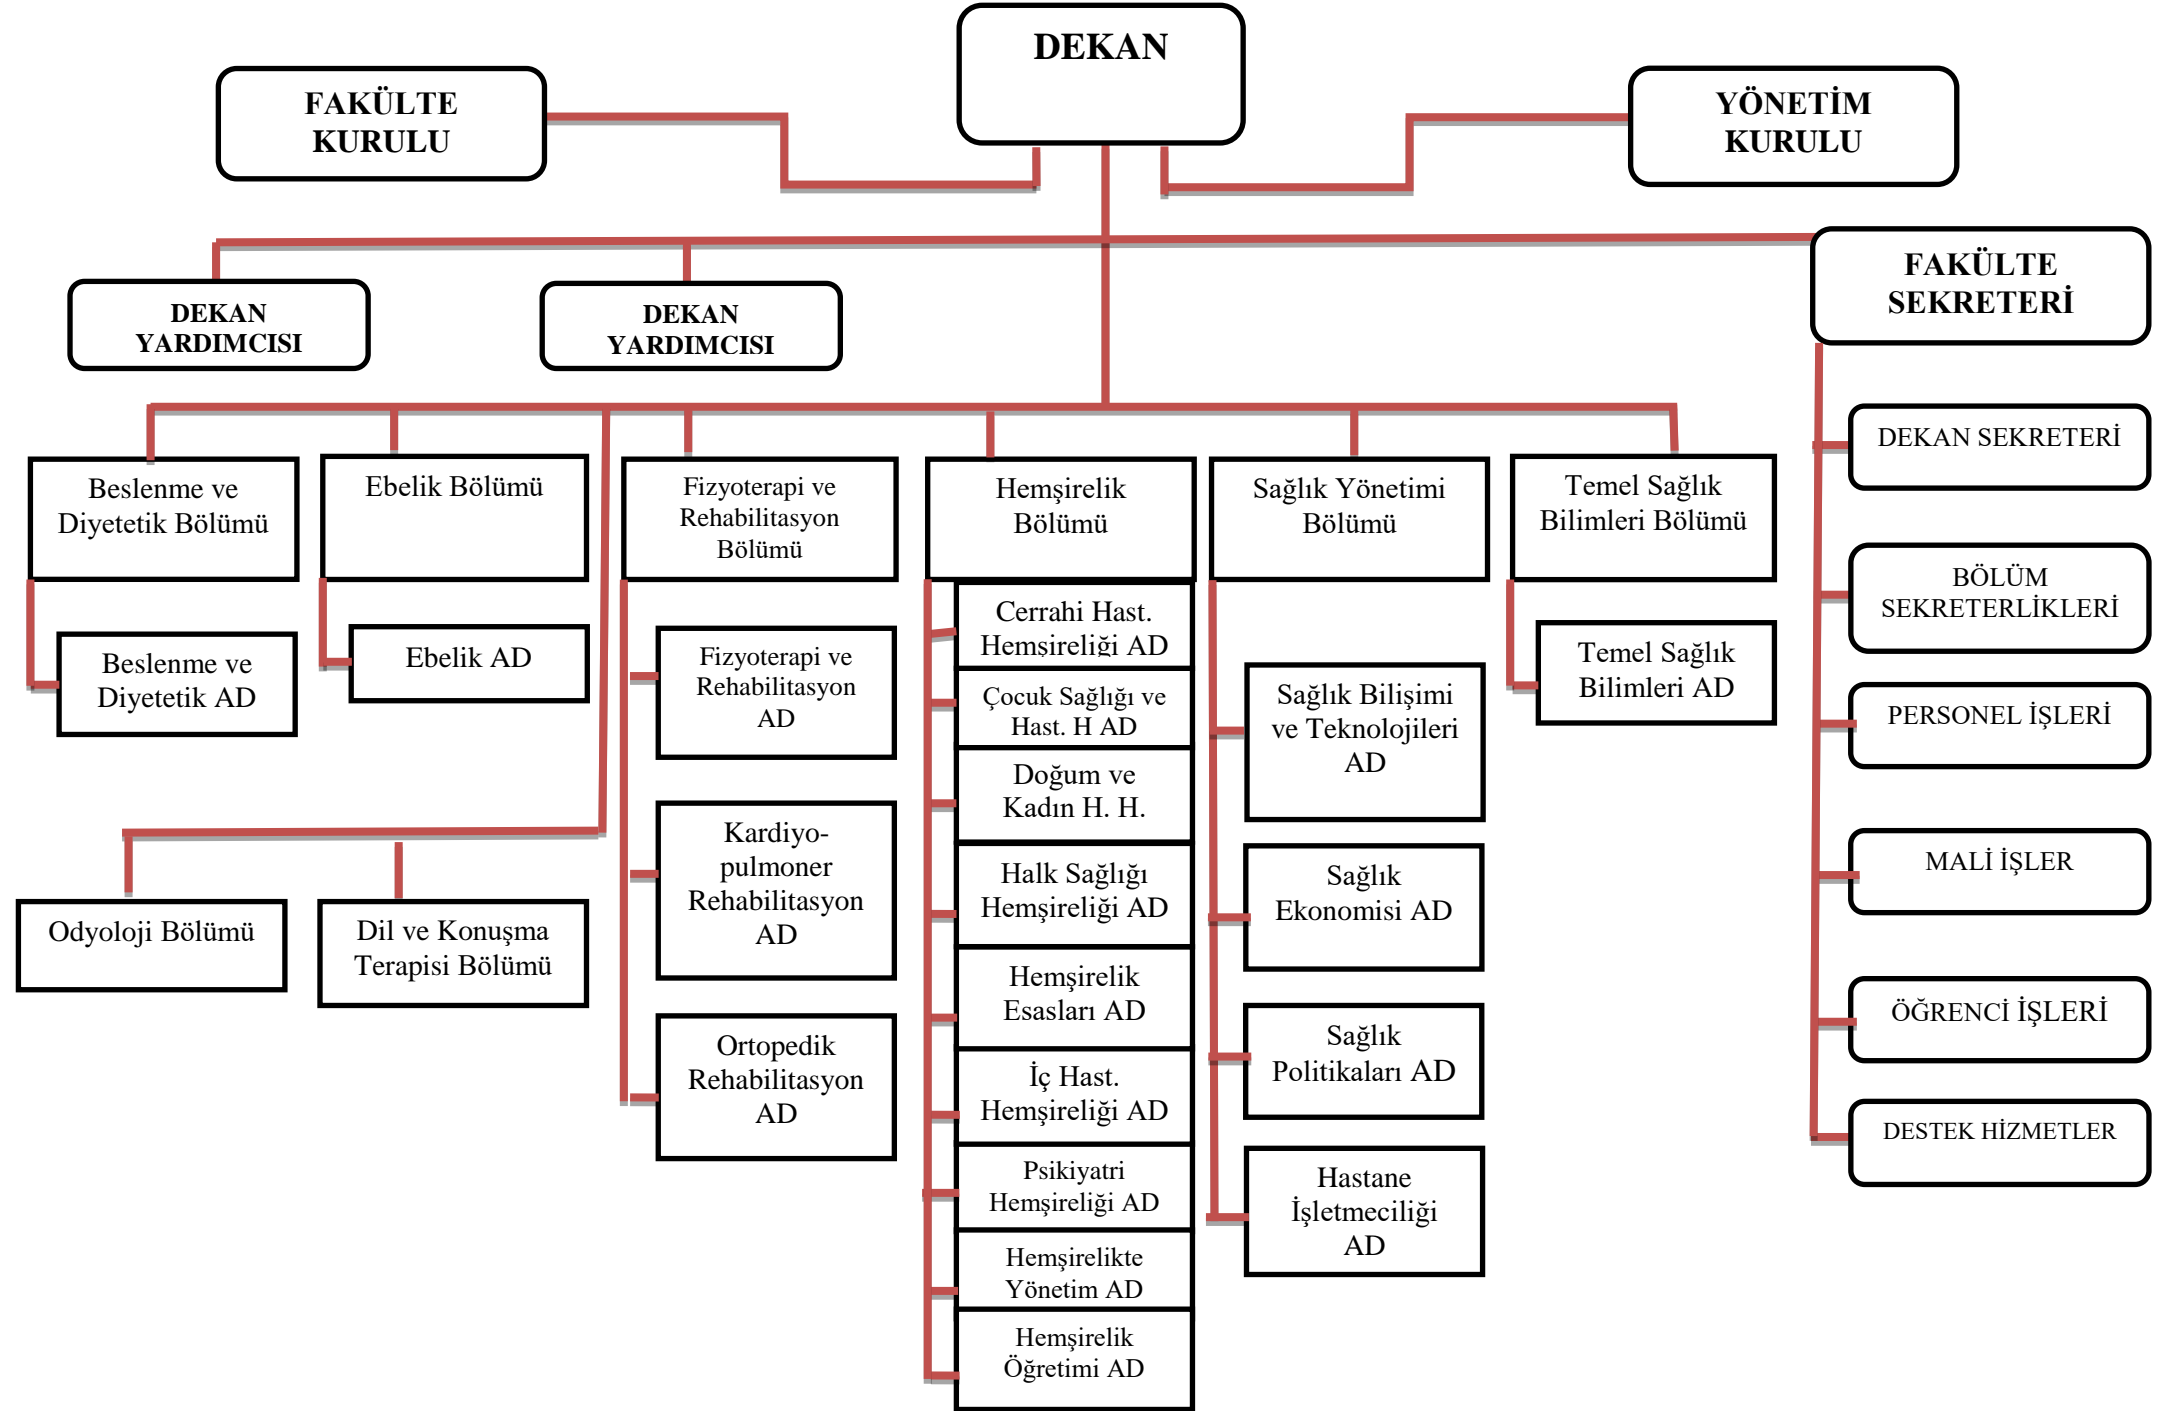 DEKAN
FAKÜLTE
KURULU
YÖNETİM
KURULU
FAKÜLTE
SEKRETERİ
DEKAN
YARDIMCISI
DEKAN
YARDIMCISI
DEKAN SEKRETERİ
BÖLÜM
SEKRETERLİKLERİ
PERSONEL İŞLERİ
MALİ İŞLER
ÖĞRENCİ İŞLERİ
DESTEK HİZMETLER
Beslenme ve
Diyetetik Bölümü
Beslenme ve
Diyetetik AD
Ebelik Bölümü
Ebelik AD
Odyoloji Bölümü
Dil ve Konuşma
Terapisi Bölümü
Fizyoterapi ve
Rehabilitasyon
Bölümü
Fizyoterapi ve
Rehabilitasyon
AD
Kardiyo-
pulmoner
Rehabilitasyon
AD
Ortopedik
Rehabilitasyon
AD
Hemşirelik
Bölümü
Cerrahi Hast.
Hemşireliği AD
Çocuk Sağlığı ve
Hast. H AD
Doğum ve
Kadın H. H.
Halk Sağlığı
Hemşireliği AD
Hemşirelik
Esasları AD
İç Hast.
Hemşireliği AD
Psikiyatri
Hemşireliği AD
Hemşirelikte
Yönetim AD
Hemşirelik
Öğretimi AD
Sağlık Yönetimi
Bölümü
Sağlık Bilişimi
ve Teknolojileri
AD
Sağlık
Ekonomisi AD
Sağlık
Politikaları AD
Hastane
İşletmeciliği
AD
Temel Sağlık
Bilimleri Bölümü
Temel Sağlık
Bilimleri AD